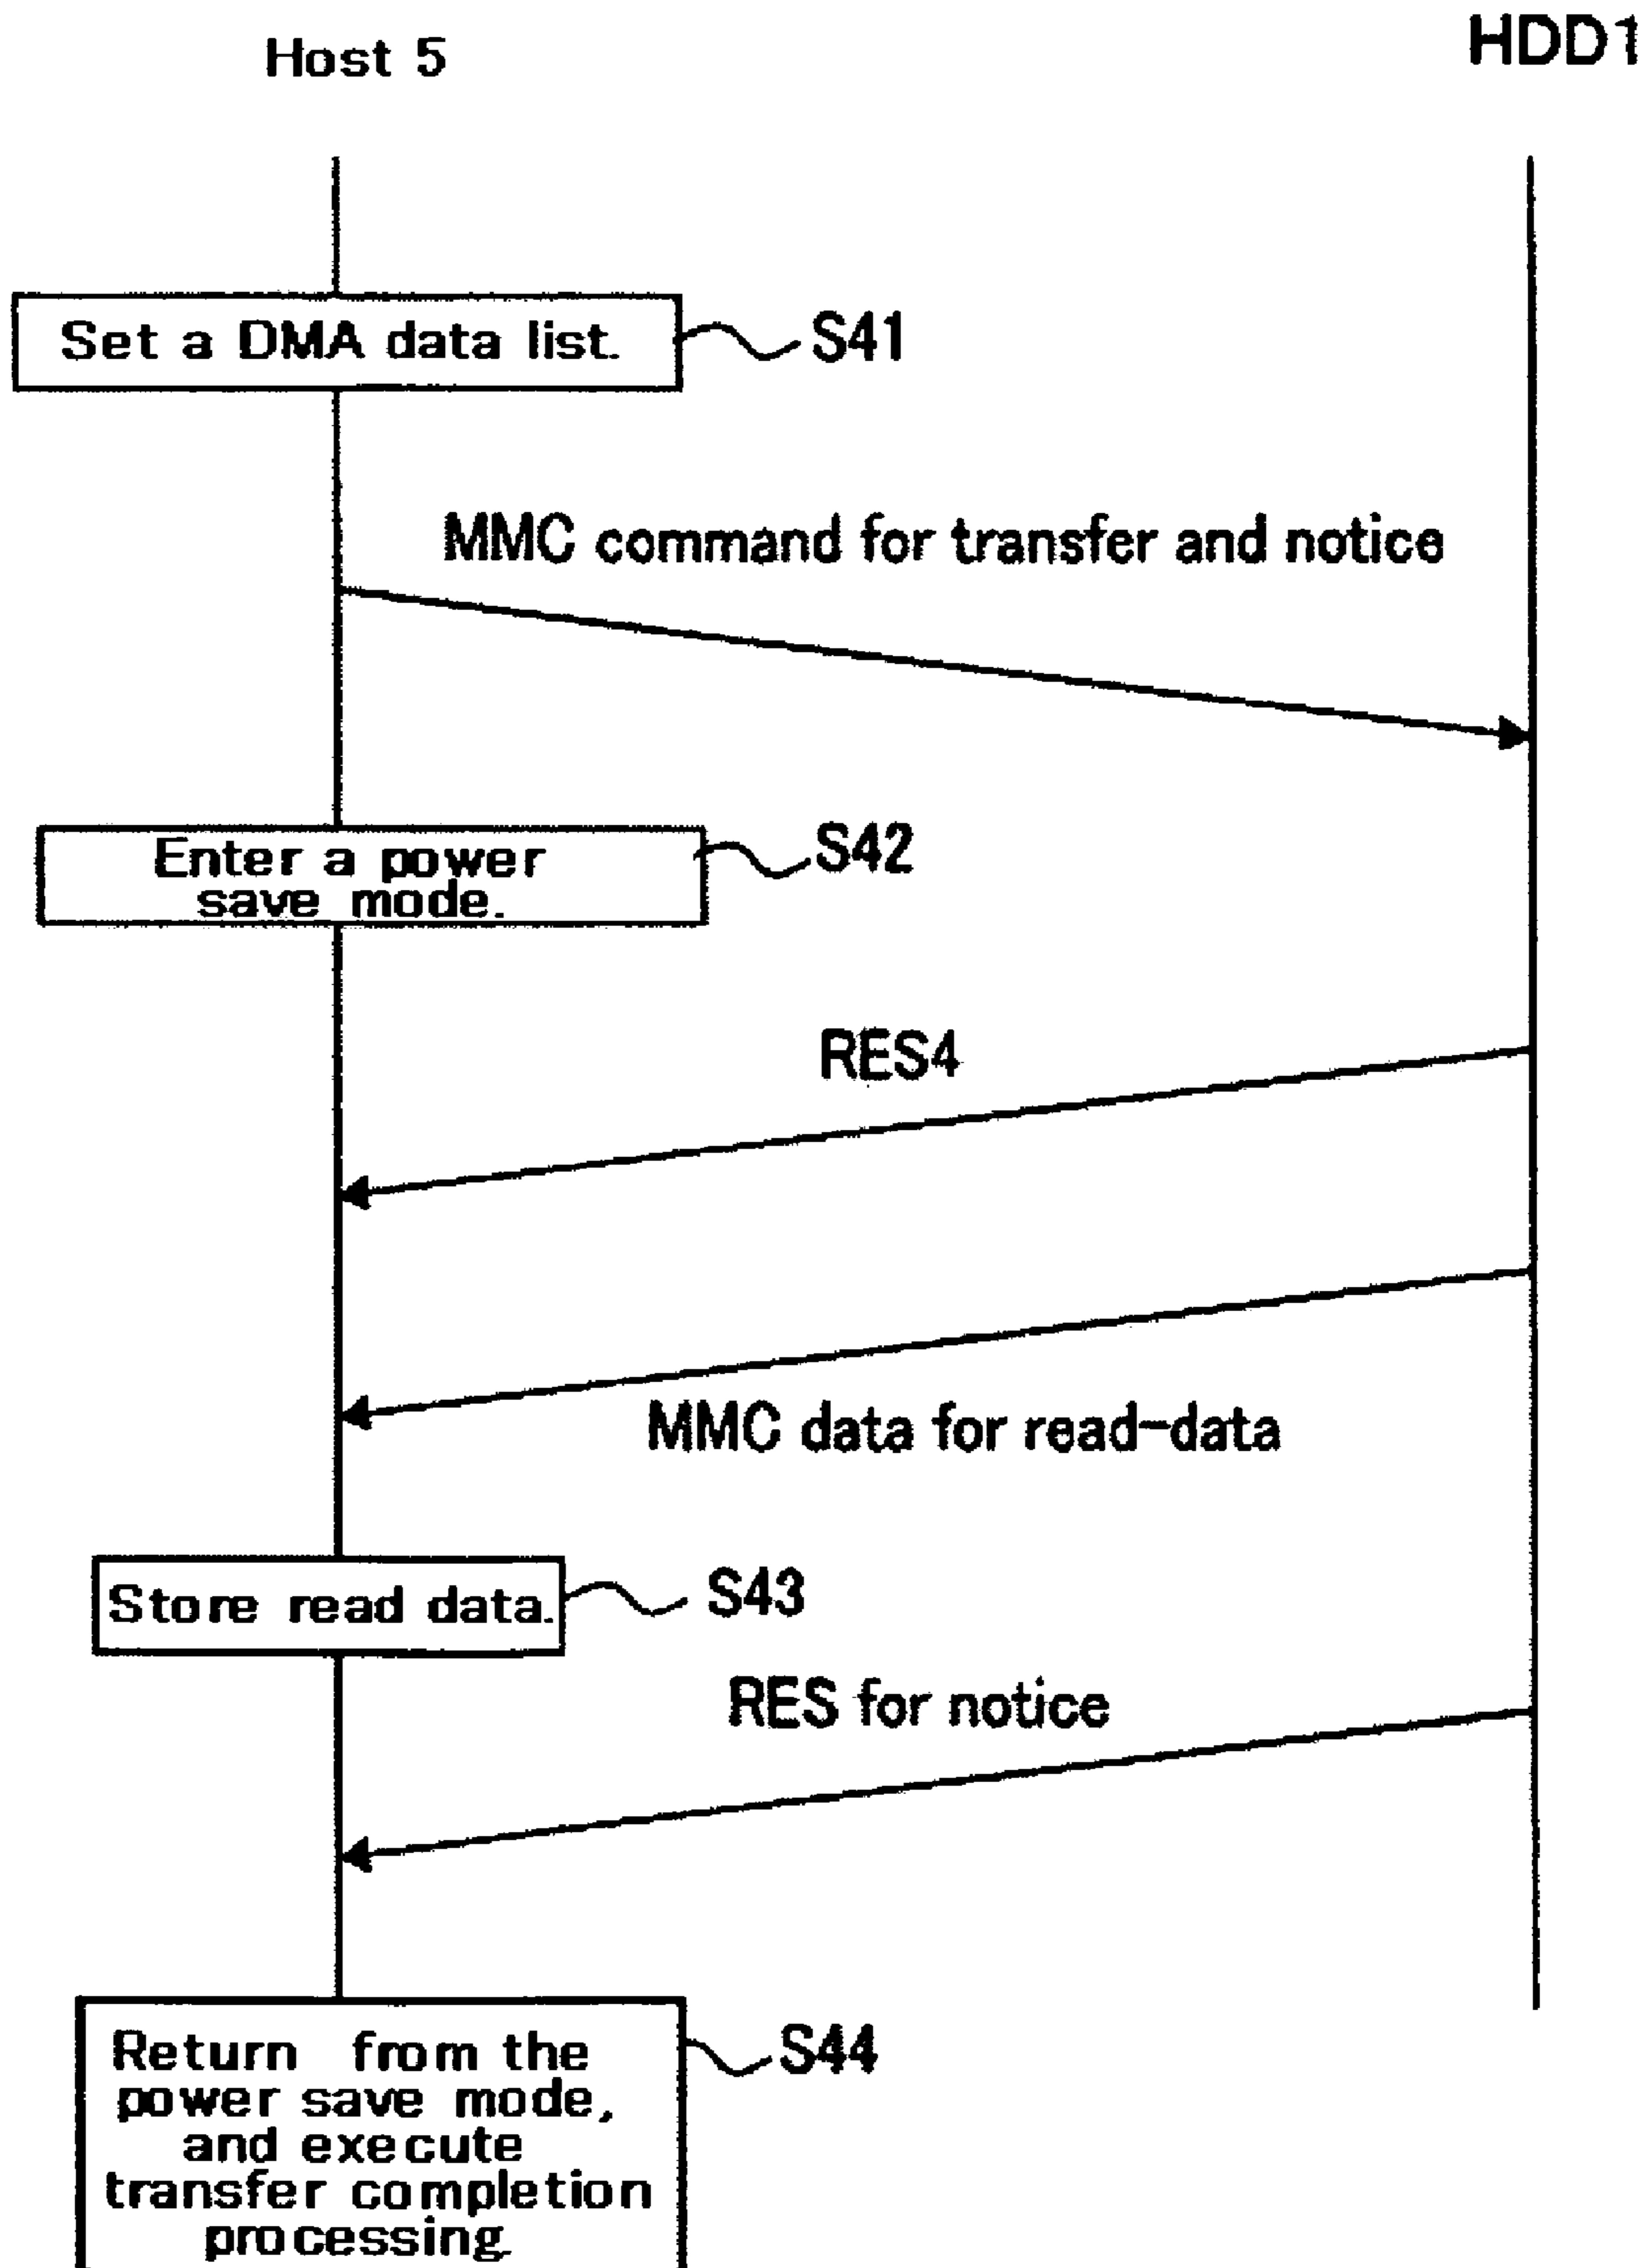 Host 5
HDD1
Set a DMA data list.
S41
MMC command for transfer and notice
Enter a power
save mode.
S42
RES4
MMC data for read-data
Store read data.
S43
RES for notice
Return from the
power save mode,
and execute
transfer completion
processing.
S44